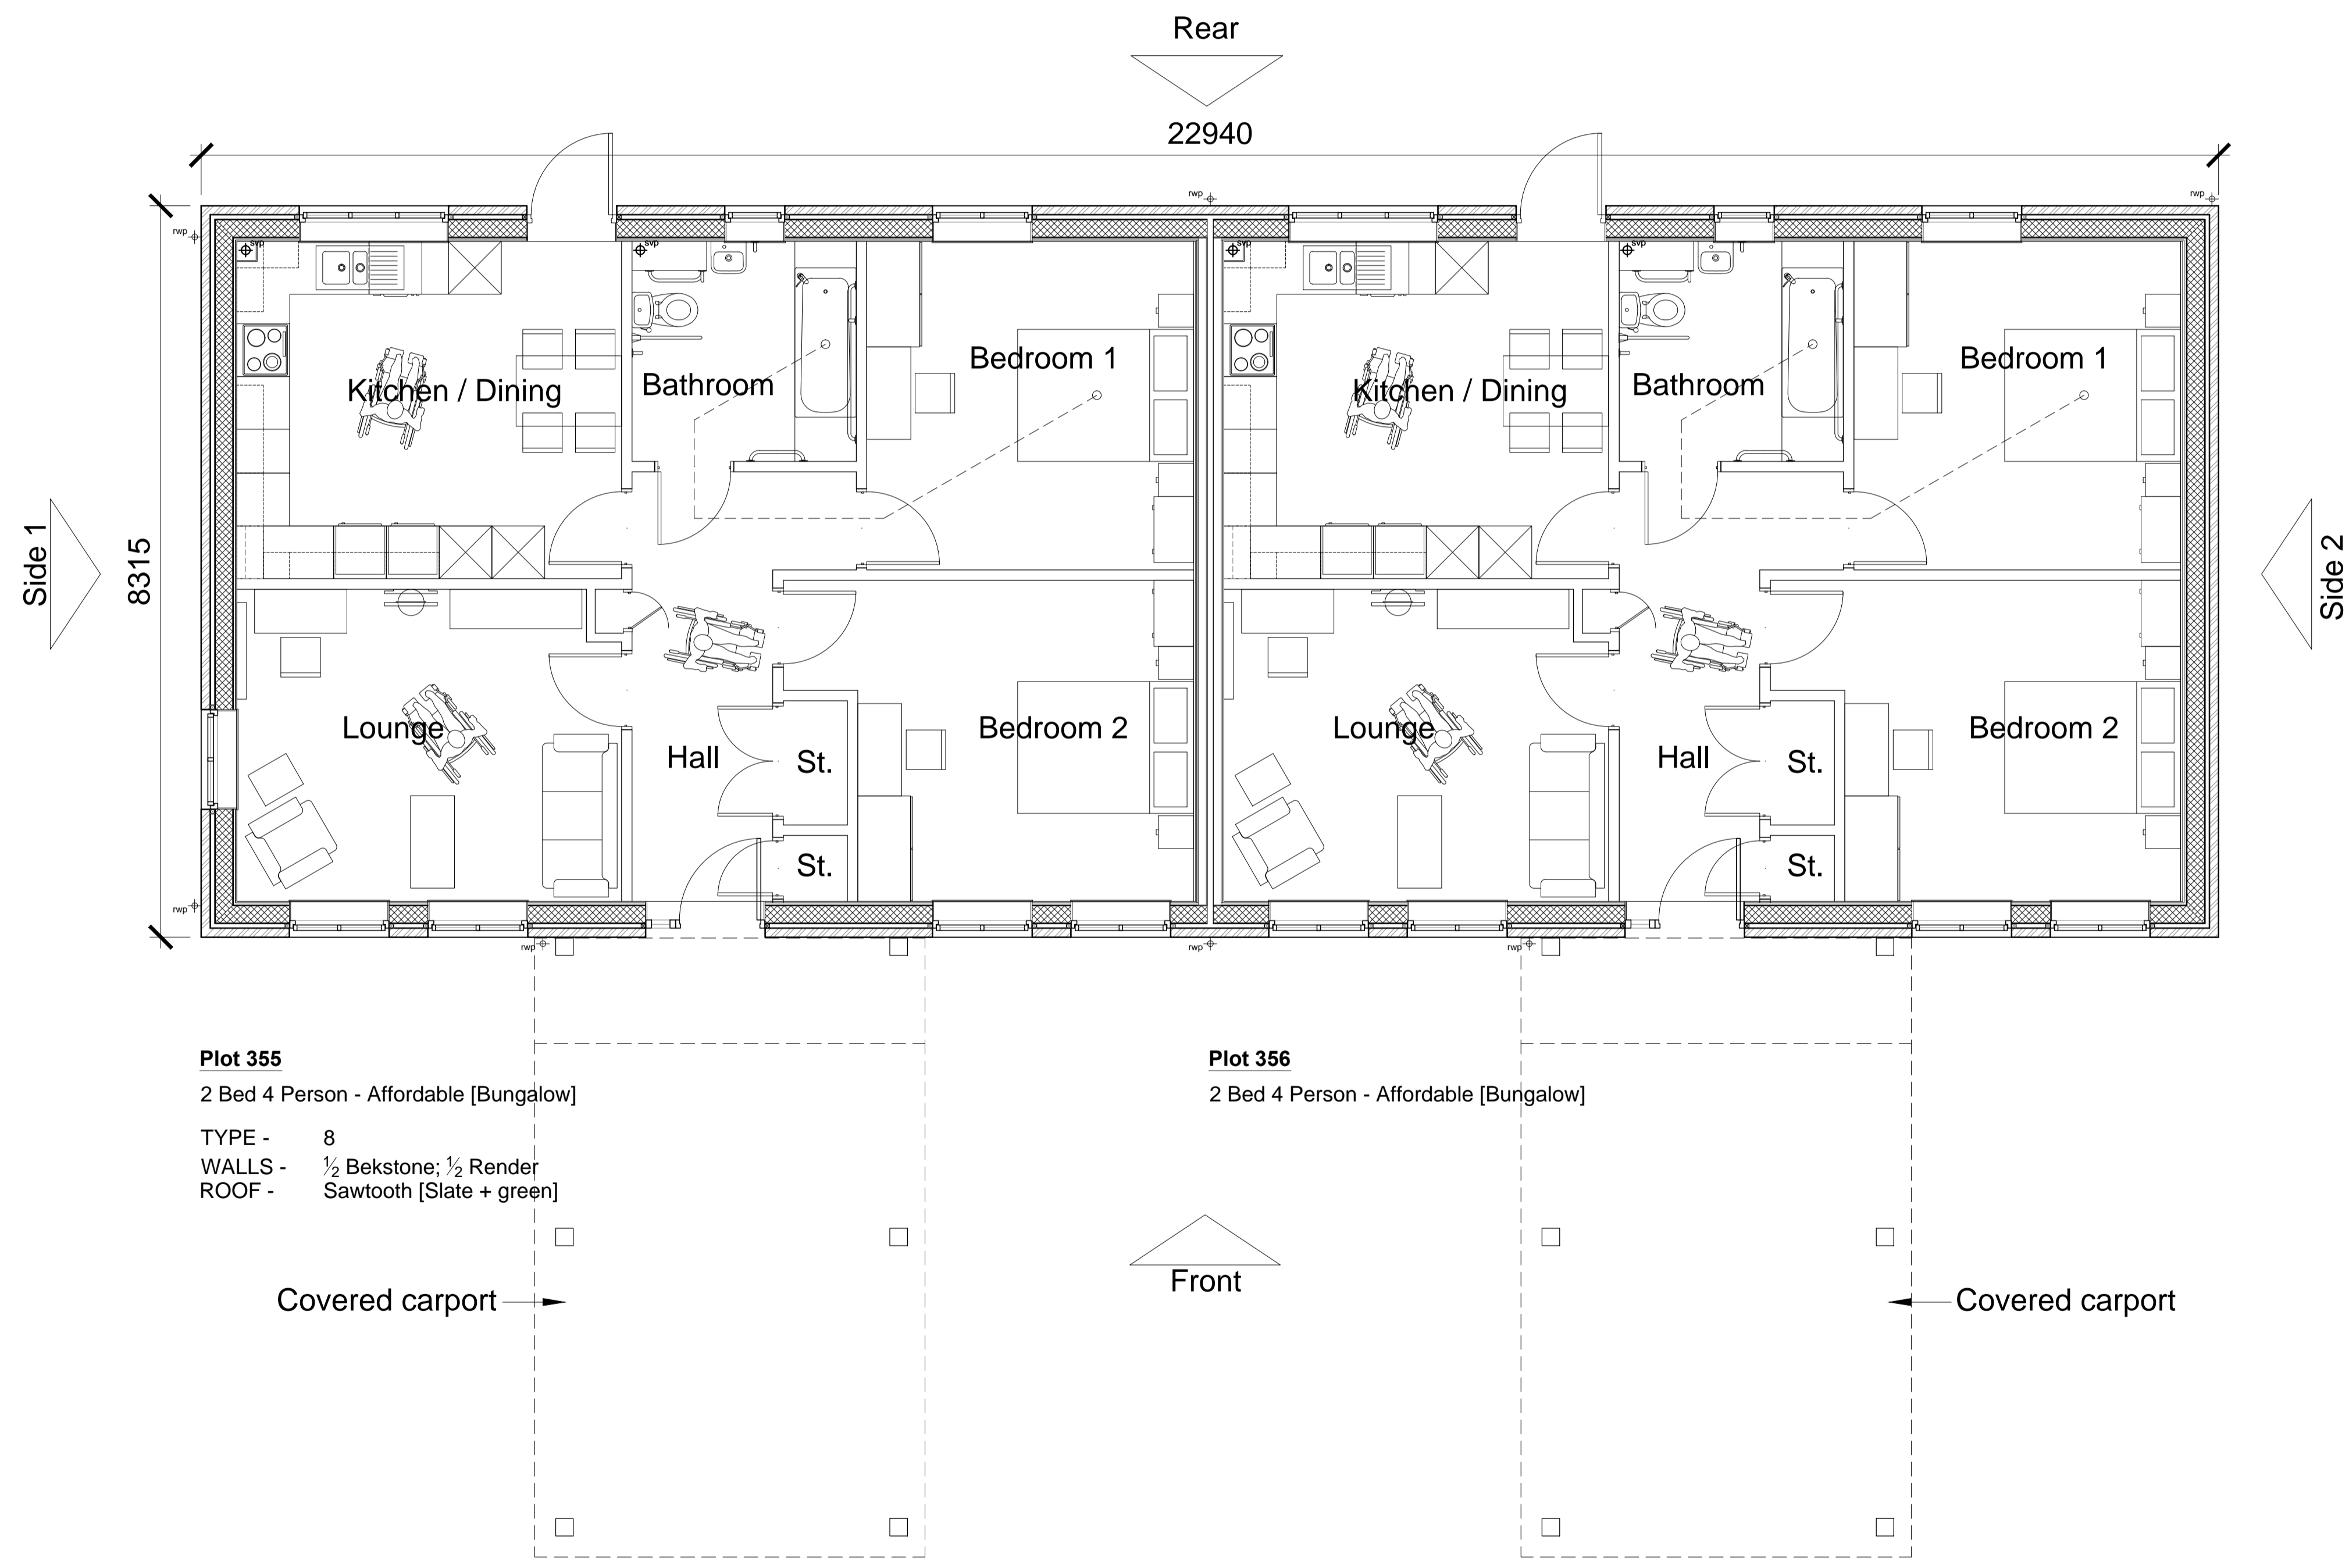 Rear
22940
rwp
rwp
rwp
svp
svp
svp
svp
Kitchen / Dining
Bathroom
Bedroom 1
Kitchen / Dining
Bathroom
Bedroom 1
Side 1
8315
Side 2
Lounge
Hall
St.
Bedroom 2
Lounge
Hall
St.
Bedroom 2
St.
St.
rwp
rwp
rwp
rwp
Plot 355
2 Bed 4 Person - Affordable [Bungalow]
TYPE - 8
WALLS - ½ Bekstone; ½ Render
ROOF - Sawtooth [Slate + green]
Plot 356
2 Bed 4 Person - Affordable [Bungalow]
Front
Covered carport
Covered carport